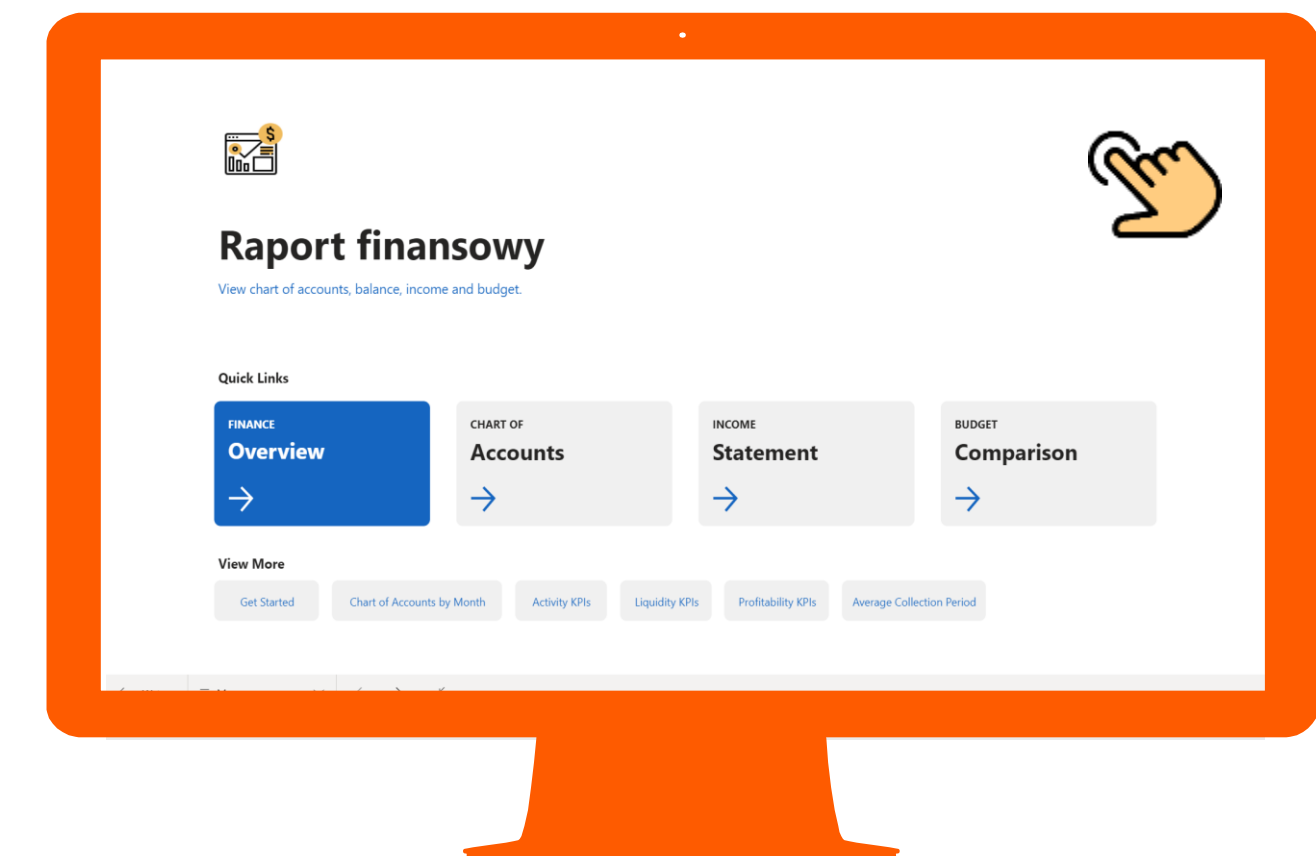 $
Raport finansowy
View chart of accounts, balance, income and budget.
Quick Links
FINANCE
Overview
CHART OF
Accounts
INCOME
Statement
BUDGET
Comparison
View More
Get Started
Chart of Accounts by Month
Activity KPIs
Liquidity KPIs
Profitability KPIs
Average Collection Period